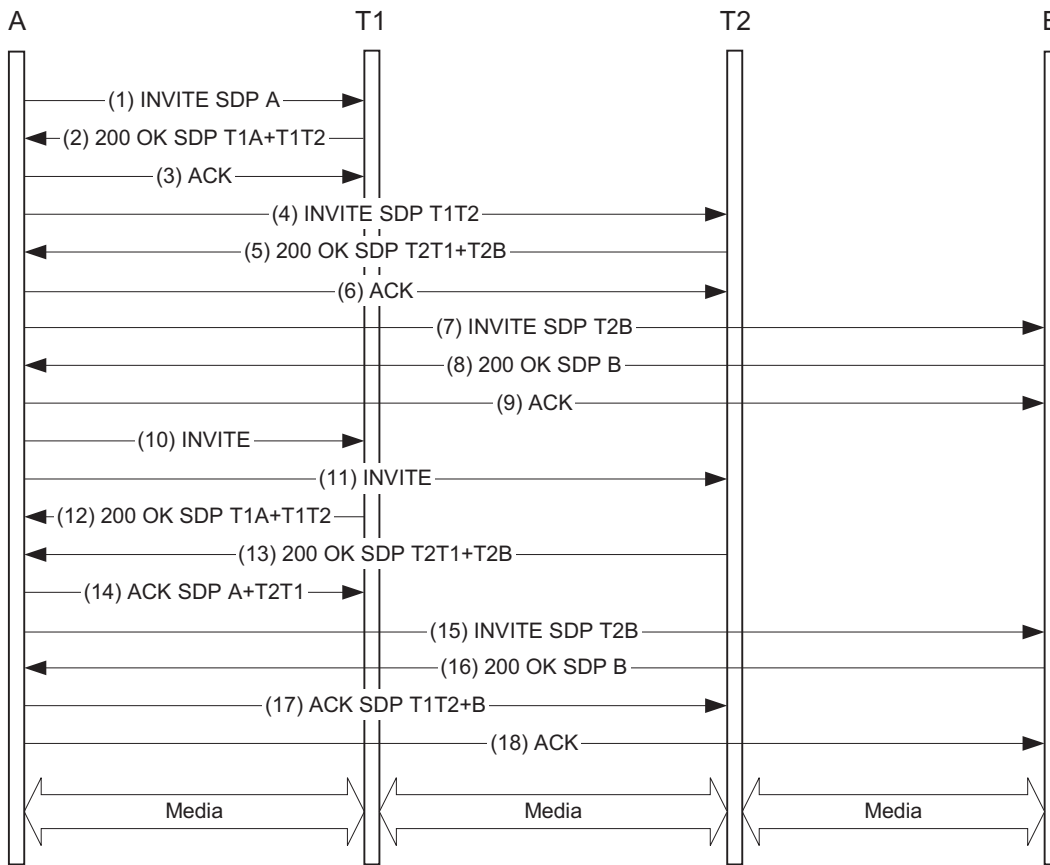 A T1 T2 B
(1) INVITE SDP A
(2) 200 OK SDP T1A+T1T2
(3) ACK
(4) INVITE SDP T1T2
(5) 200 OK SDP T2T1+T2B
(6) ACK
(7) INVITE SDP T2B
(8) 200 OK SDP B
(9) ACK
(10) INVITE
(11) INVITE
(12) 200 OK SDP T1A+T1T2
(13) 200 OK SDP T2T1+T2B
(14) ACK SDP A+T2T1
(15) INVITE SDP T2B
(16) 200 OK SDP B
(17) ACK SDP T1T2+B
(18) ACK
Media Media Media